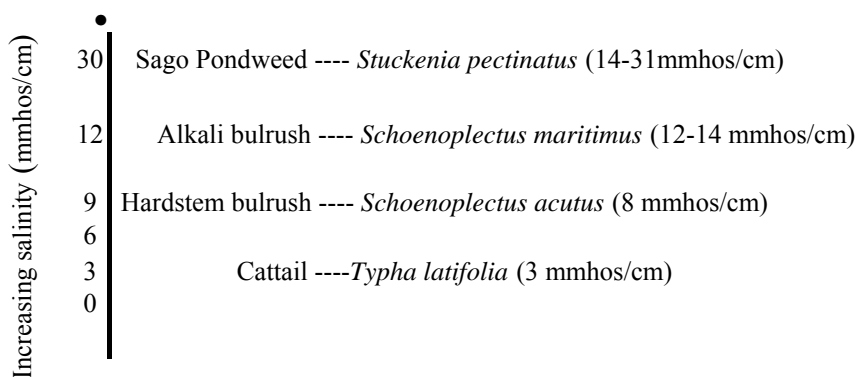 •
30 Sago Pondweed ---- Stuckenia pectinatus (14-31mmhos/cm)
12 Alkali bulrush ---- Schoenoplectus maritimus (12-14 mmhos/cm)
9 Hardstem bulrush ---- Schoenoplectus acutus (8 mmhos/cm)
6
3 Cattail ----Typha latifolia (3 mmhos/cm)
0
Increasing salinity (mmhos/cm)